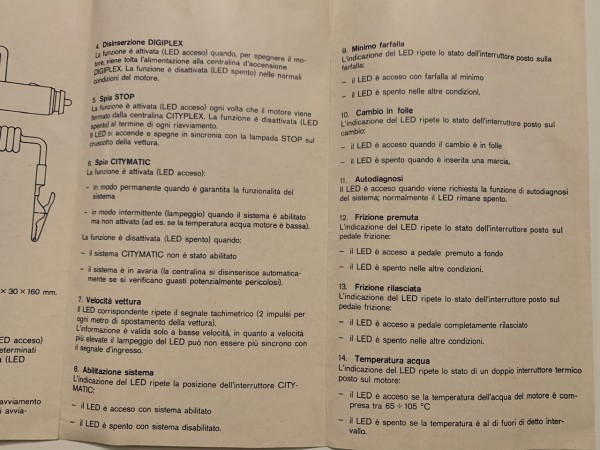 × 30 × 160 mm.
ED acceso)
eterminati
a (LED
avviamento
i avvia-
4. Disinserzione DIGIPLEX
La funzione è attivata (LED acceso) quando, per spegnere il mo-
tore, viene tolta l'alimentazione alla centralina d'accensione
DIGIPLEX. La funzione è disattivata (LED spento) nelle normali
condizioni del motore.
5. Spia STOP
La funzione è attivata (LED acceso) ogni volta che il motore viene
fermato dalla centralina CITYPLEX. La funzione è disattivata (LED
spento) al termine di ogni riavviamento.
Il LED si accende e spegne in sincronia con la lampada STOP sul
cruscotto della vettura.
6. Spia CITYMATIC
La funzione è attivata (LED acceso):
- in modo permanente quando è garantita la funzionalità del
sistema
- in modo intermittente (lampeggio) quando il sistema è abilitato
ma non attivato (ad es. se la temperatura acqua motore è bassa).
La funzione è disattivata (LED spento) quando:
- il sistema CITYMATIC non è stato abilitato
- il sistema è in avaria (la centralina si disinserisce automatica-
mente se si verificano guasti potenzialmente pericolosi).
7. Velocità vettura
Il LED corrispondente ripete il segnale tachimetrico (2 impulsi per
ogni metro di spostamento della vettura).
L'informazione è valida solo a basse velocità, in quanto a velocità
più elevate il lampeggio del LED può non essere più sincrono con
il segnale d'ingresso.
8. Abilitazione sistema
L'indicazione del LED ripete la posizione dell'interruttore CITY-
MATIC:
- il LED è acceso con sistema abilitato
- il LED è spento con sistema disabilitato.
9. Minimo farfalla
L'indicazione del LED ripete lo stato dell'interruttore posto sulla
farfalla:
- il LED è acceso con farfalla al minimo
- il LED è spento nelle altre condizioni.
10. Cambio in folle
L'indicazione del LED ripete lo stato dell'interruttore posto sul
cambio:
- il LED è acceso quando il cambio è in folle
- il LED è spento quando è inserita una marcia.
11. Autodiagnosi
Il LED è acceso quando viene richiesta la funzione di autodiagnosi
del sistema; normalmente il LED rimane spento.
12. Frizione premuta
L'indicazione del LED ripete lo stato dell'interruttore posto sul
pedale frizione:
- il LED è acceso a pedale premuto a fondo
- il LED è spento nelle altre condizioni.
13. Frizione rilasciata
L'indicazione del LED ripete lo stato dell'interruttore posto sul
pedale frizione:
- il LED è acceso a pedale completamente rilasciato
- il LED è spento nelle altre condizioni.
14. Temperatura acqua
L'indicazione del LED ripete lo stato di un doppio interruttore termico
posto sul motore:
- il LED è acceso se la temperatura dell'acqua del motore è com-
presa tra 65 ÷ 105 °C
- il LED è spento se la temperatura è al di fuori di detto inter-
vallo.